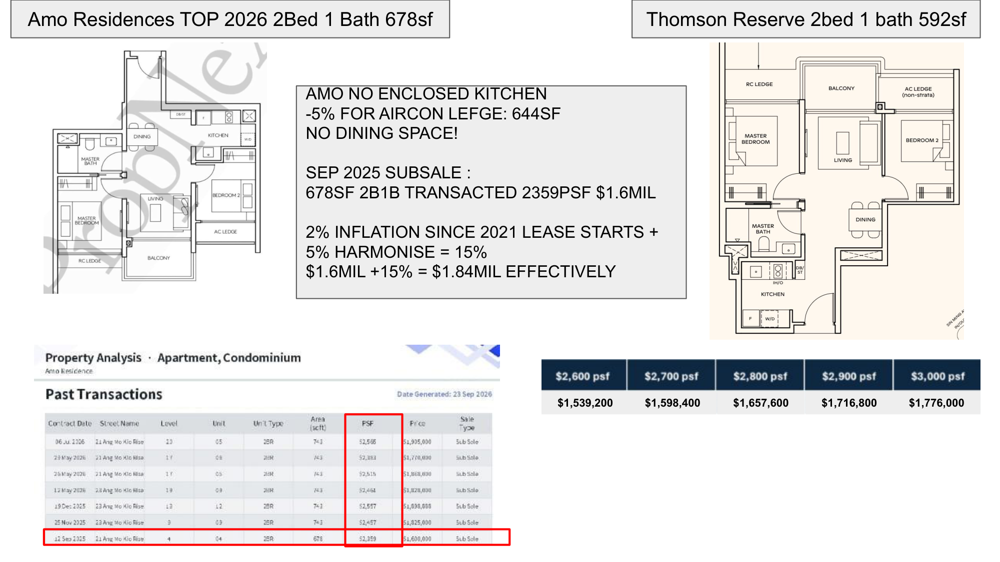 Amo Residences TOP 2026 2Bed 1 Bath 678sf
Thomson Reserve 2bed 1 bath 592sf
DB/ST
F
DINING
KITCHEN
W/D
MASTER
BATH
BEDROOM 2
LIVING
MASTER
BEDROOM
AC LEDGE
RC LEDGE
BALCONY
AMO NO ENCLOSED KITCHEN
-5% FOR AIRCON LEFGE: 644SF
NO DINING SPACE!
SEP 2025 SUBSALE :
678SF 2B1B TRANSACTED 2359PSF $1.6MIL
2% INFLATION SINCE 2021 LEASE STARTS +
5% HARMONISE = 15%
$1.6MIL +15% = $1.84MIL EFFECTIVELY
RC LEDGE
BALCONY
AC LEDGE
(non-strata)
MASTER
BEDROOM
LIVING
BEDROOM 2
DINING
MASTER
BATH
DB/
ST
IH/O
KITCHEN
F
W/D
SIN MING
Property Analysis · Apartment, Condominium
Amo Residence
Past Transactions
Date Generated: 23 Sep 2026
Contract Date Street Name Level Unit Unit Type Area (sqft) PSF Price Sale Type
06 Jul 2026 21 Ang Mo Kio Rise 20 05 2BR 743 $2,565 $1,905,000 Sub Sale
29 May 2026 21 Ang Mo Kio Rise 17 2BR 743 $2,383 $1,770,000 Sub Sale
21 Ang Mo Kio Rise 17 05 2BR 743 $2,515 $1,868,000 Sub Sale
12 May 2026 23 Ang Mo Kio Rise 09 2BR 743 $2,461 $1,828,000 Sub Sale
19 Dec 2025 23 Ang Mo Kio Rise 13 12 2BR 743 $2,557 Sub Sale
25 Nov 2025 23 Ang Mo Kio Rise 9 09 2BR 743 $2,457 $1,825,000 Sub Sale
12 Sep 2025 21 Ang Mo Kio Rise 4 04 2BR 678 $2,359 $1,600,000 Sub Sale
$2,600 psf $2,700 psf $2,800 psf $2,900 psf $3,000 psf
$1,539,200 $1,598,400 $1,657,600 $1,716,800 $1,776,000